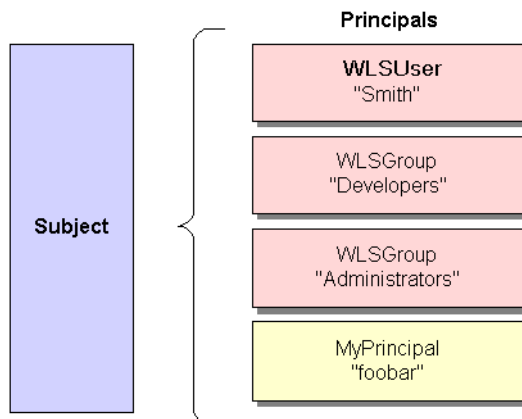 Principals
WLSUser
"Smith"
WLSGroup
"Developers"
Subject
WLSGroup
"Administrators"
MyPrincipal
"foobar"